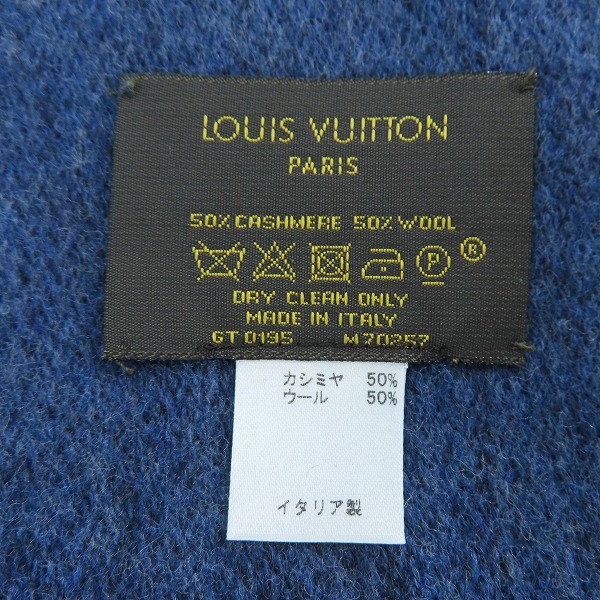 LOUIS VUITTON
PARIS
50% CASHMERE 50% WOOL
P ®
DRY CLEAN ONLY
MADE IN ITALY
GT 0195 M70257
カシミヤ 50%
ウール 50%
イタリア製